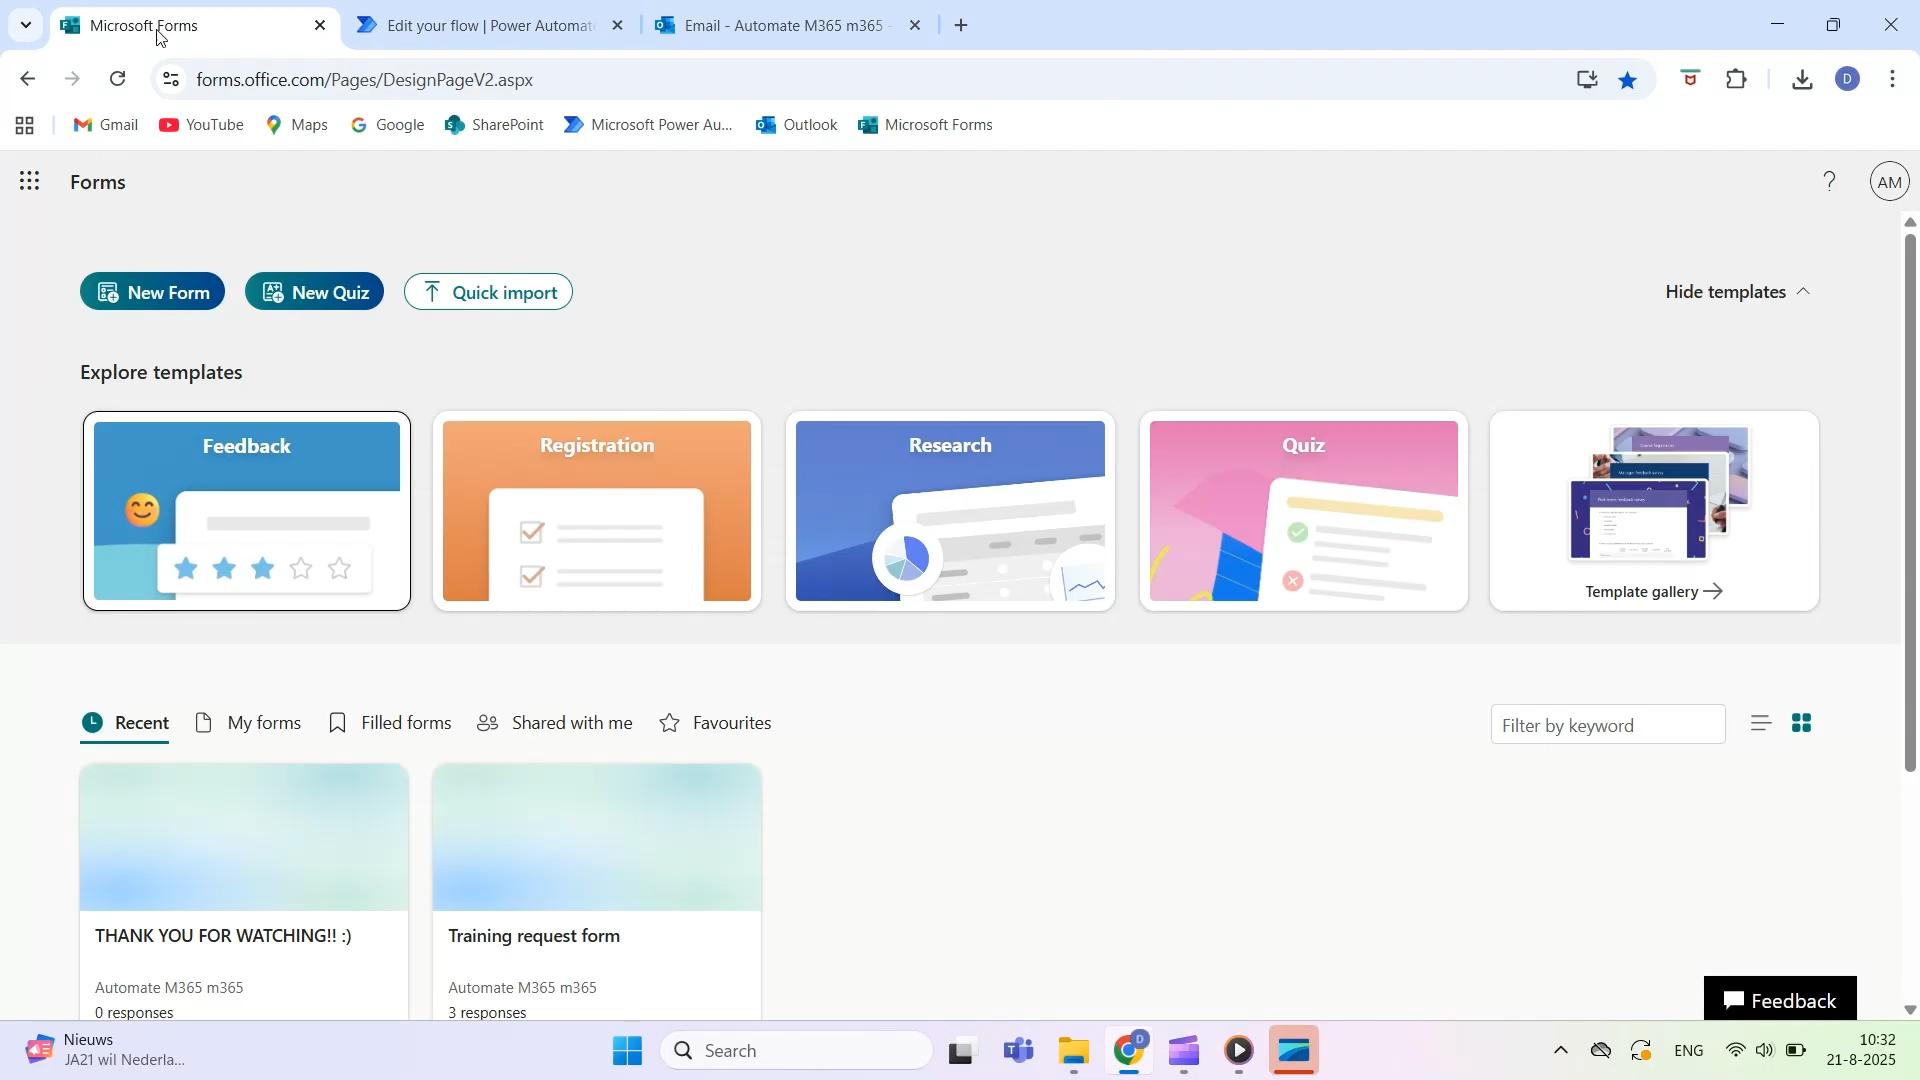 Microsoft Forms
Edit your flow | Power Automate
Email - Automate M365 m365 -
forms.office.com/Pages/DesignPageV2.aspx
D
Gmail
YouTube
Maps
Google
SharePoint
Microsoft Power Au...
Outlook
Microsoft Forms
Forms
?
AM
New Form
New Quiz
Quick import
Hide templates
Explore templates
Feedback
Registration
Research
Quiz
Template gallery
Recent
My forms
Filled forms
Shared with me
Favourites
Filter by keyword
THANK YOU FOR WATCHING!! :)
Automate M365 m365
0 responses
Training request form
Automate M365 m365
3 responses
Feedback
Nieuws
JA21 wil Nederla...
Search
D
ENG
10:32
21-8-2025